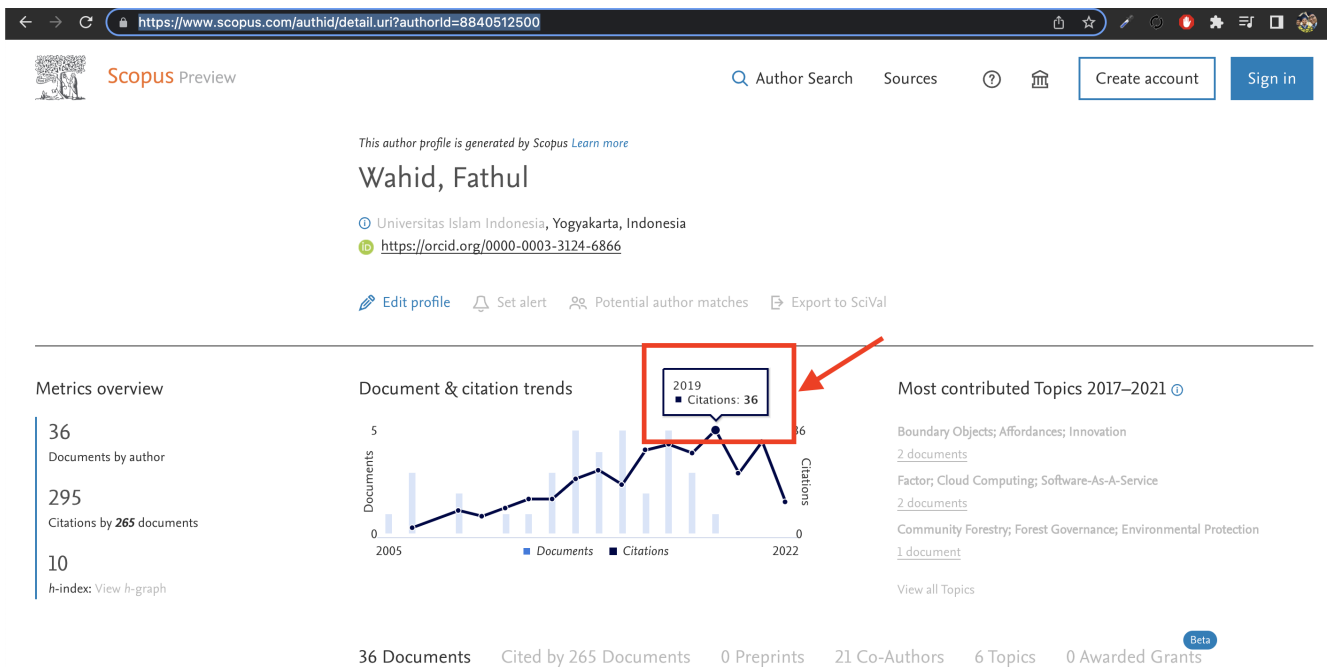 https://www.scopus.com/authid/detail.uri?authorId=8840512500
Scopus Preview
Author Search
Sources
Create account
Sign in
This author profile is generated by Scopus Learn more
Wahid, Fathul
Universitas Islam Indonesia, Yogyakarta, Indonesia
iD https://orcid.org/0000-0003-3124-6866
Edit profile
Set alert
Potential author matches
Export to SciVal
Metrics overview
36
Documents by author
295
Citations by 265 documents
10
h-index: View h-graph
Document & citation trends
2019
Citations: 36
5
Documents
0
2005
Documents
Citations
36
Citations
0
2022
Most contributed Topics 2017–2021
Boundary Objects; Affordances; Innovation
2 documents
Factor; Cloud Computing; Software-As-A-Service
2 documents
Community Forestry; Forest Governance; Environmental Protection
1 document
View all Topics
36 Documents
Cited by 265 Documents
0 Preprints
21 Co-Authors
6 Topics
Beta
0 Awarded Grants